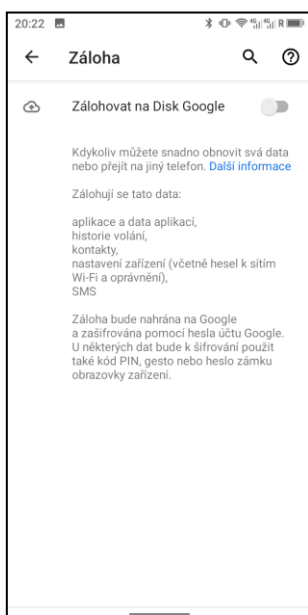 20:22 R
Záloha
Zálohovat na Disk Google
Kdykoliv můžete snadno obnovit svá data
nebo přejít na jiný telefon. Další informace
Zálohují se tato data:
aplikace a data aplikací,
historie volání,
kontakty,
nastavení zařízení (včetně hesel k sítím
Wi-Fi a oprávnění),
SMS
Záloha bude nahrána na Google
a zašifrována pomocí hesla účtu Google.
U některých dat bude k šifrování použit
také kód PIN, gesto nebo heslo zámku
obrazovky zařízení.